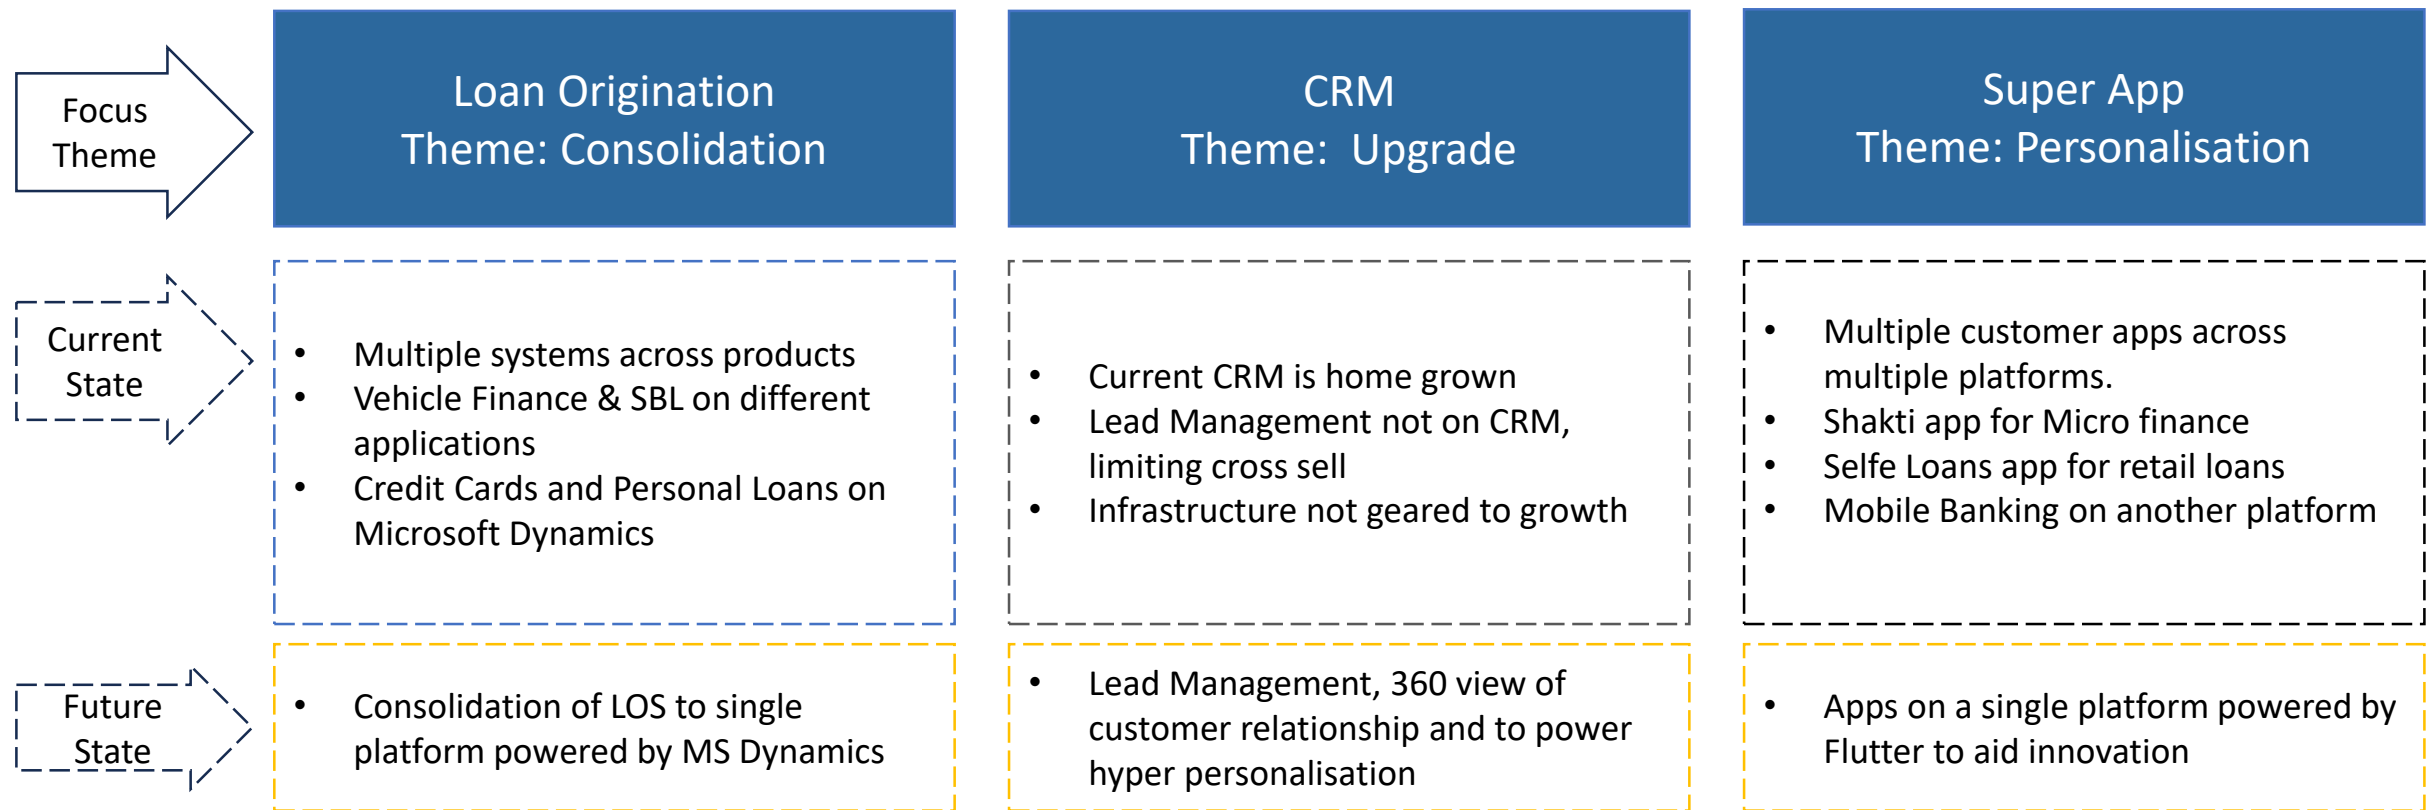 Focus
Theme
Loan Origination
Theme: Consolidation
CRM
Theme:  Upgrade
Super App
Theme: Personalisation
Current
State
• Multiple systems across products
• Vehicle Finance & SBL on different
applications
• Credit Cards and Personal Loans on
Microsoft Dynamics
• Current CRM is home grown
• Lead Management not on CRM,
limiting cross sell
• Infrastructure not geared to growth
• Multiple customer apps across
multiple platforms.
• Shakti app for Micro finance
• Selfe Loans app for retail loans
• Mobile Banking on another platform
Future
State
• Consolidation of LOS to single
platform powered by MS Dynamics
• Lead Management, 360 view of
customer relationship and to power
hyper personalisation
• Apps on a single platform powered by
Flutter to aid innovation